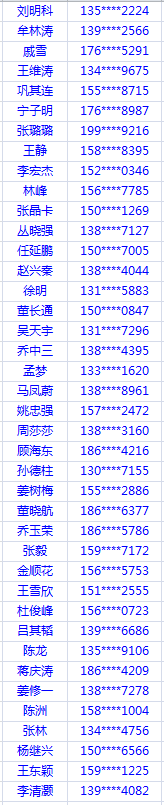 刘明科 135****2224
牟林涛 139****2566
戚雪 176****5291
王维涛 134****9675
巩其连 155****8715
宁子明 176****8987
张璐璐 199****9216
王静 158****8395
李宏杰 152****0346
林峰 156****7785
张晶卡 150****1269
丛晓强 138****7127
任延鹏 150****7005
赵兴秦 138****4044
徐明 131****5883
董长通 150****0847
吴天宇 131****7296
乔中三 138****4395
孟梦 133****1620
马凤蔚 138****8961
姚忠强 157****2472
周莎莎 138****3160
顾海东 186****4216
孙德柱 130****7155
姜树梅 155****2886
董晓航 186****6377
乔玉荣 186****5786
张毅 159****7172
金顺花 156****5753
王雪欣 151****2555
杜俊峰 156****0723
吕其韬 139****6686
陈龙 135****9106
蒋庆涛 186****4209
姜修一 138****7278
陈洲 158****1004
张林 134****4756
杨继兴 150****6566
王东颖 159****1225
李清灏 139****4082